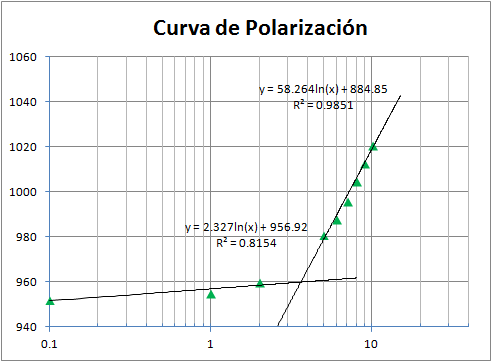 Curva de Polarización
1060
1040
1020
1000
980
960
940
y = 58.264ln(x) + 884.85
R² = 0.9851
y = 2.327ln(x) + 956.92
R² = 0.8154
0.1
1
10